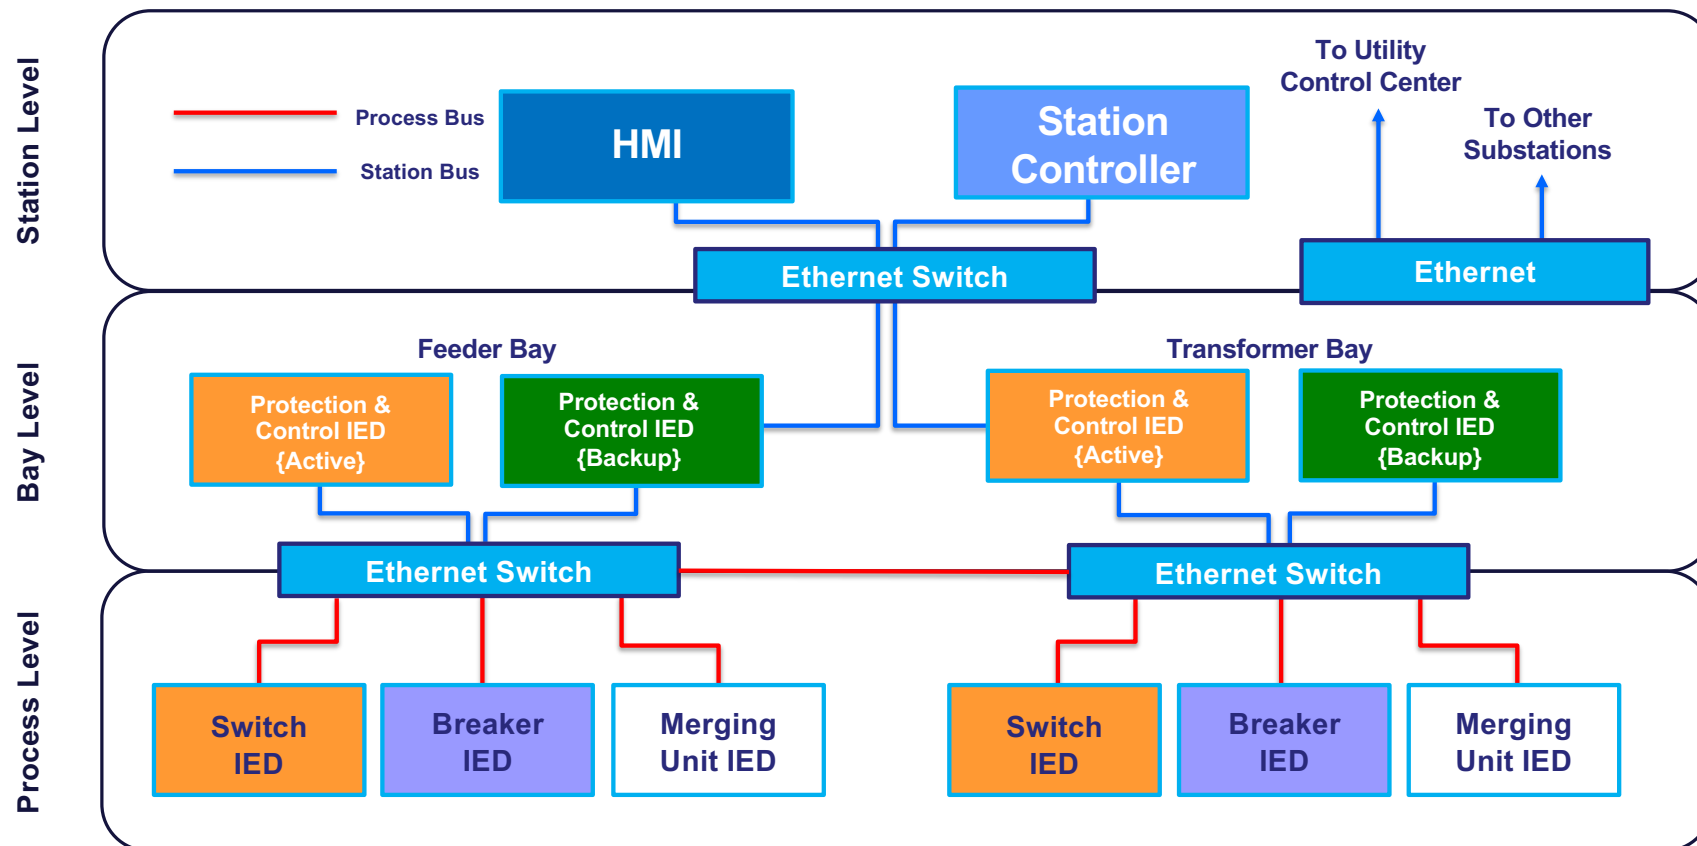 Station Level
Process Bus
Station Bus
HMI
Station
Controller
To Utility
Control Center
To Other
Substations
Ethernet Switch
Ethernet
Bay Level
Feeder Bay
Transformer Bay
Protection &
Control IED
{Active}
Protection &
Control IED
{Backup}
Protection &
Control IED
{Active}
Protection &
Control IED
{Backup}
Ethernet Switch
Ethernet Switch
Process Level
Switch
IED
Breaker
IED
Merging
Unit IED
Switch
IED
Breaker
IED
Merging
Unit IED